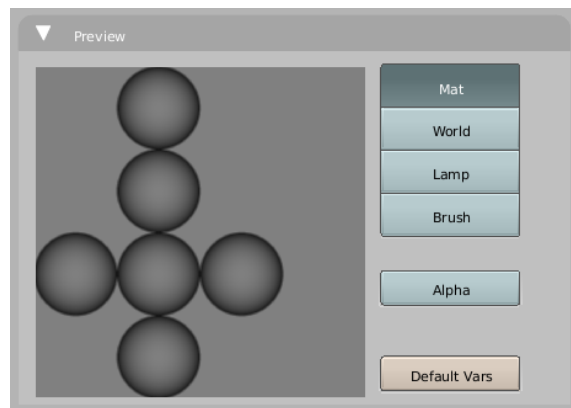 Preview
Mat
World
Lamp
Brush
Alpha
Default Vars